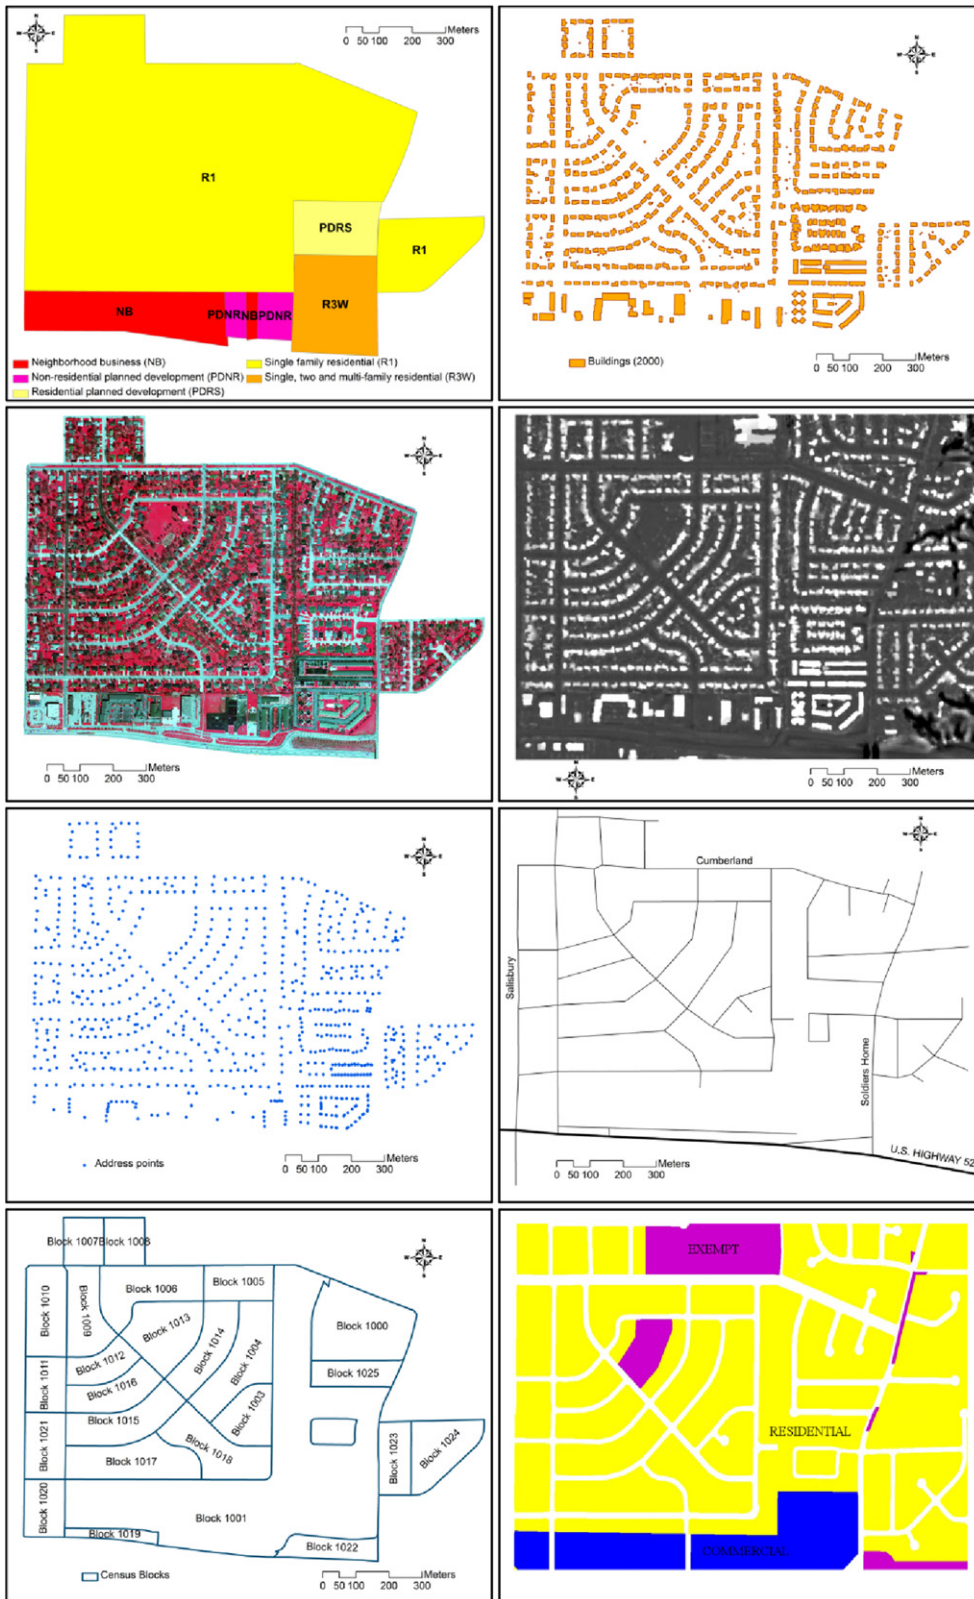 N
W E
S
Meters
0 50 100 200 300
R1
PDRS
R1
R3W
NB
PDNR
NB
PDNR
Neighborhood business (NB)
Single family residential (R1)
Non-residential planned development (PDNR)
Single, two and multi-family residential (R3W)
Residential planned development (PDRS)
N
W E
S
Buildings (2000)
Meters
0 50 100 200 300
N
W E
S
Meters
0 50 100 200 300
N
W E
S
Meters
0 50 100 200 300
N
W E
S
Address points
Meters
0 50 100 200 300
N
W E
S
Cumberland
Salisbury
Soldiers Home
U.S. HIGHWAY 52
Meters
0 50 100 200 300
N
W E
S
Block 1007
Block 1008
Block 1010
Block 1009
Block 1006
Block 1005
Block 1013
Block 1000
Block 1014
Block 1004
Block 1012
Block 1011
Block 1016
Block 1025
Block 1003
Block 1015
Block 1021
Block 1018
Block 1017
Block 1023
Block 1024
Block 1020
Block 1001
Block 1019
Block 1022
Census Blocks
Meters
0 50 100 200 300
EXEMPT
RESIDENTIAL
COMMERCIAL